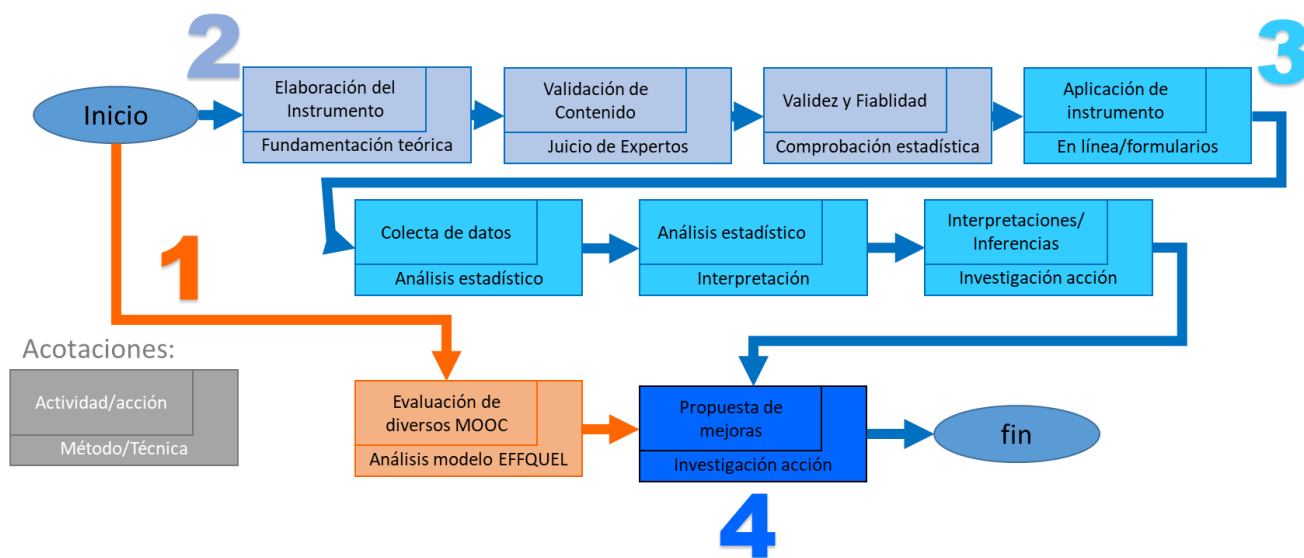 2
3
Inicio
Elaboración del
Instrumento
Fundamentación teórica
Validación de
Contenido
Juicio de Expertos
Validez y Fiablidad
Comprobación estadística
Aplicación de
instrumento
En línea/formularios
1
Colecta de datos
Análisis estadístico
Análisis estadístico
Interpretación
Interpretaciones/
Inferencias
Investigación acción
Acotaciones:
Actividad/acción
Método/Técnica
Evaluación de
diversos MOOC
Análisis modelo EFFQUEL
Propuesta de
mejoras
Investigación acción
fin
4